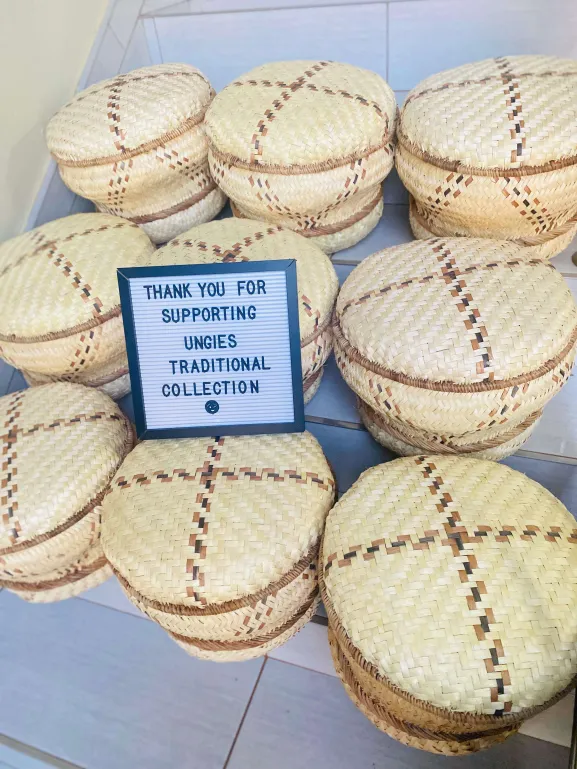 THANK YOU FOR
SUPPORTING
UNGIES
TRADITIONAL
COLLECTION